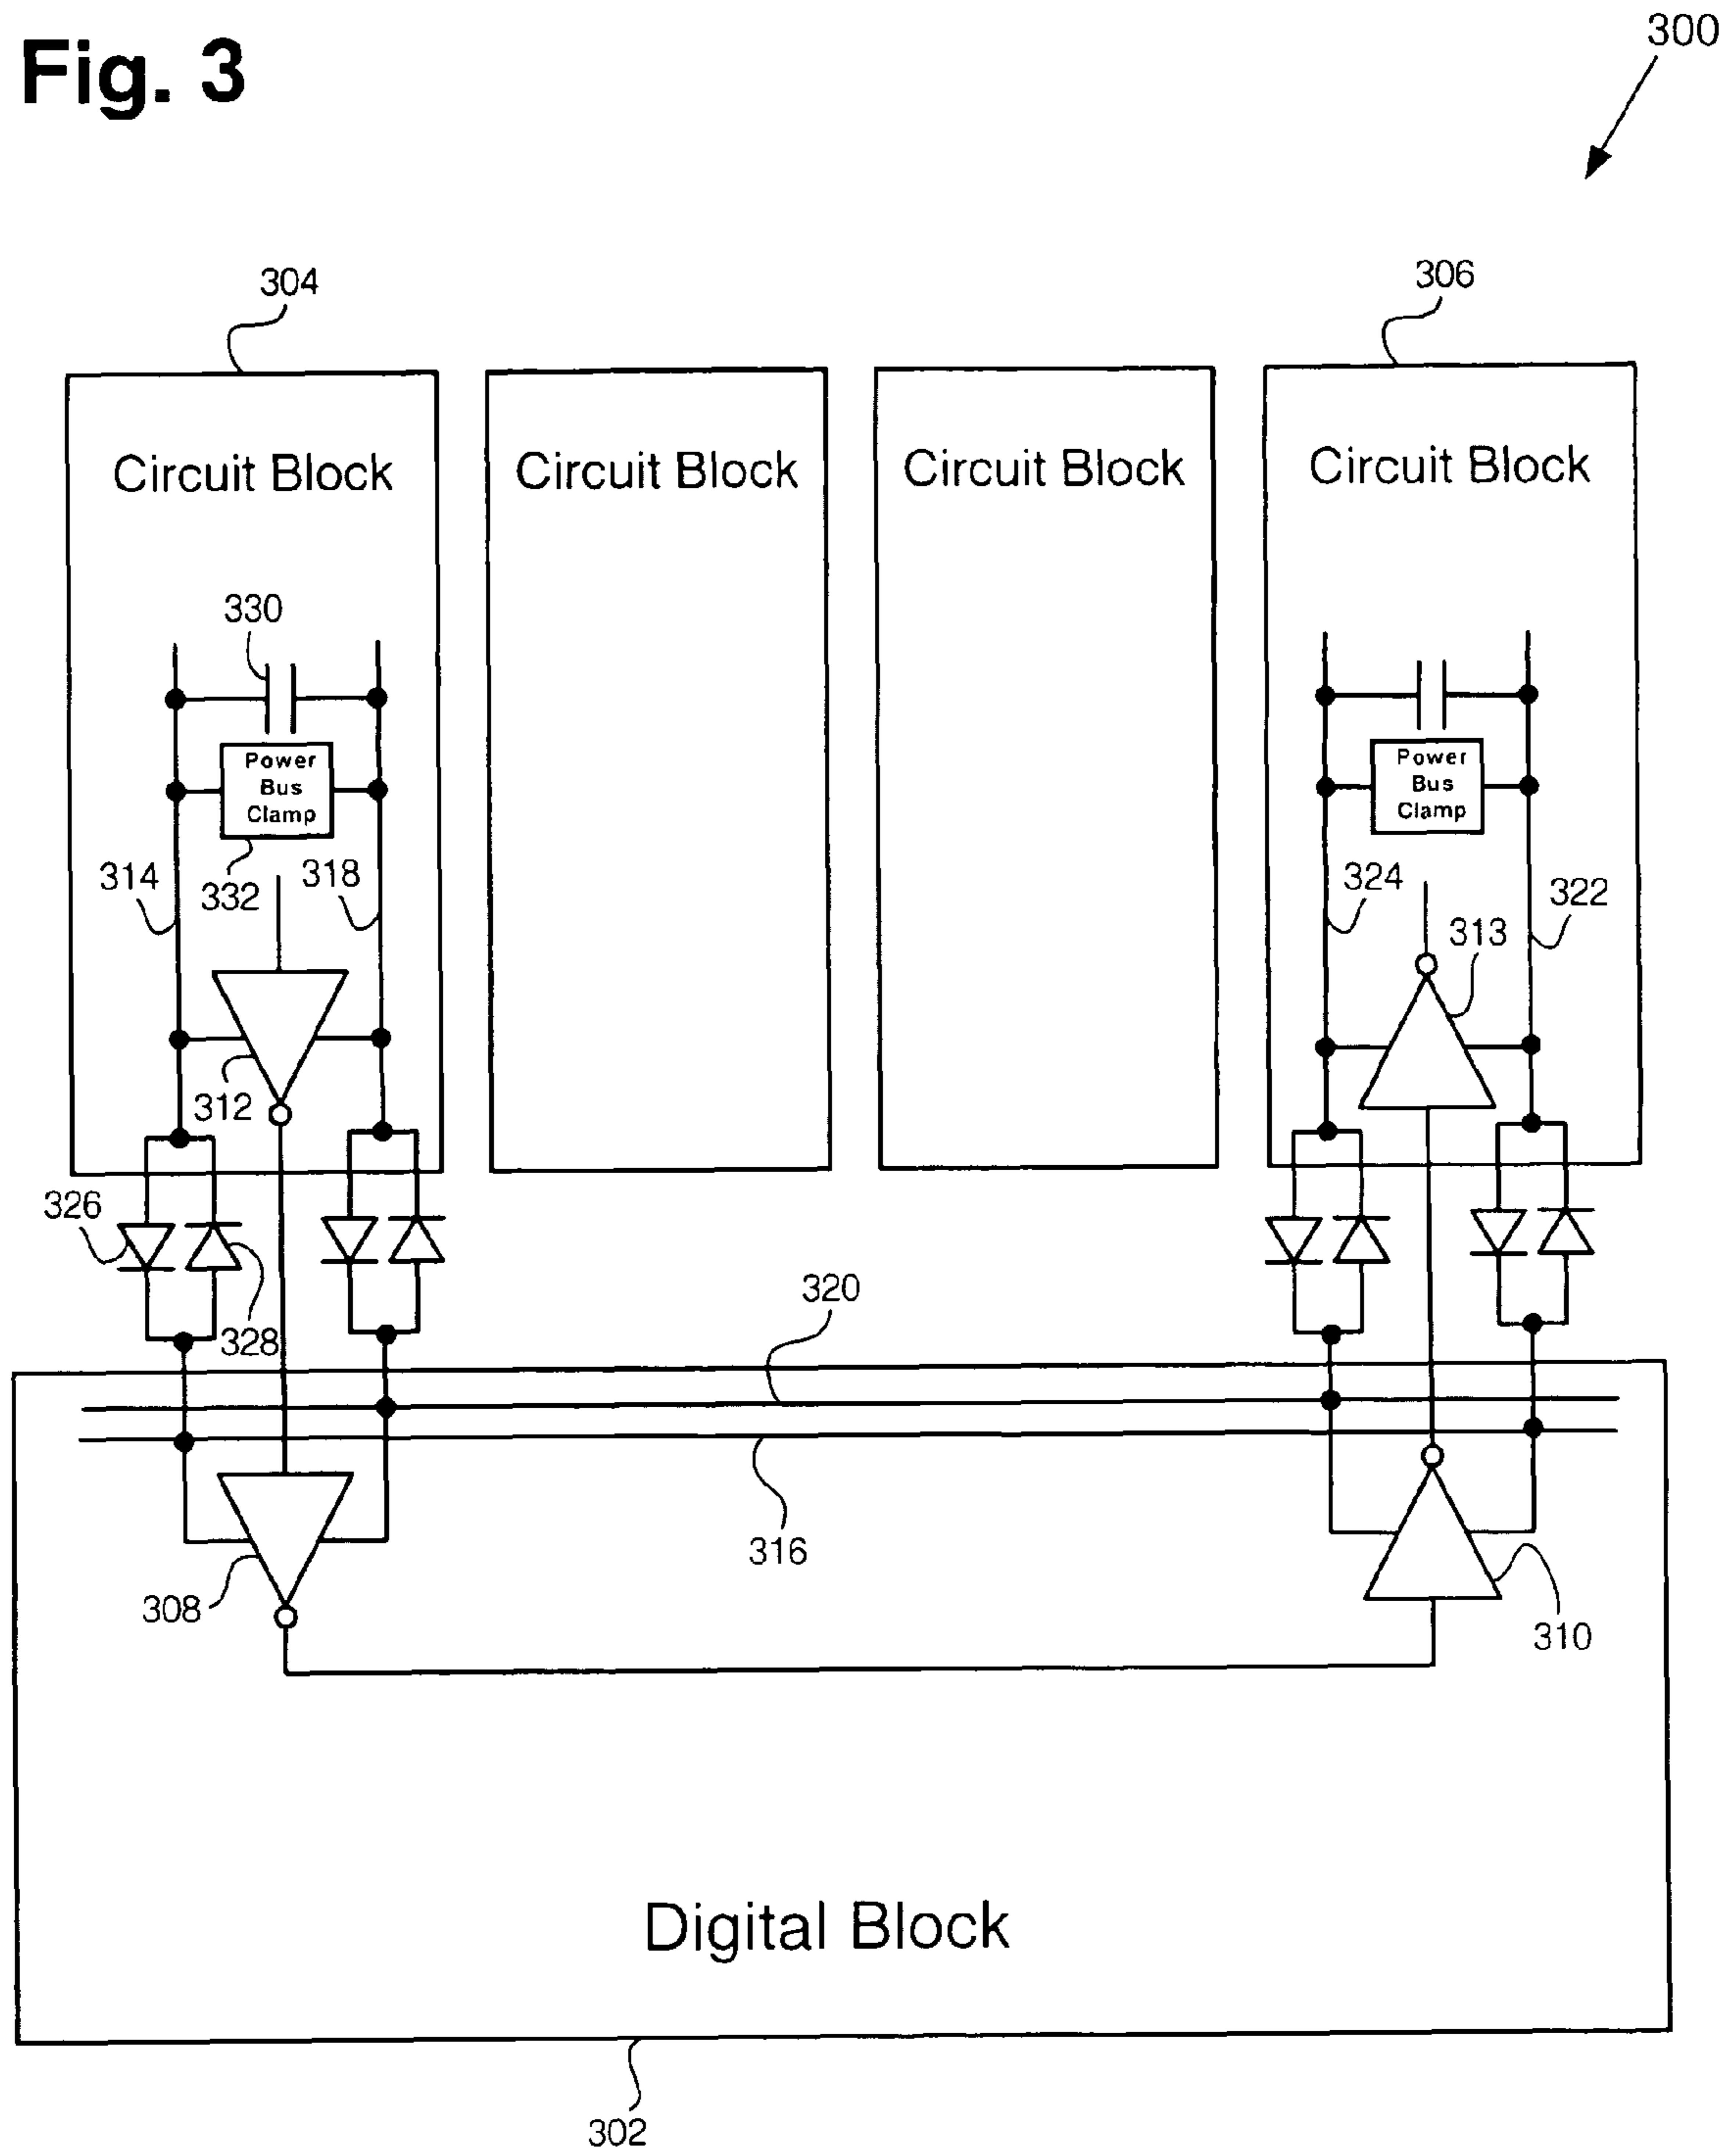 Fig. 3
300
304
306
Circuit Block
Circuit Block
Circuit Block
Circuit Block
330
Power
Bus
Clamp
Power
Bus
Clamp
314
332
318
324
322
313
312
326
328
320
316
308
310
Digital Block
302